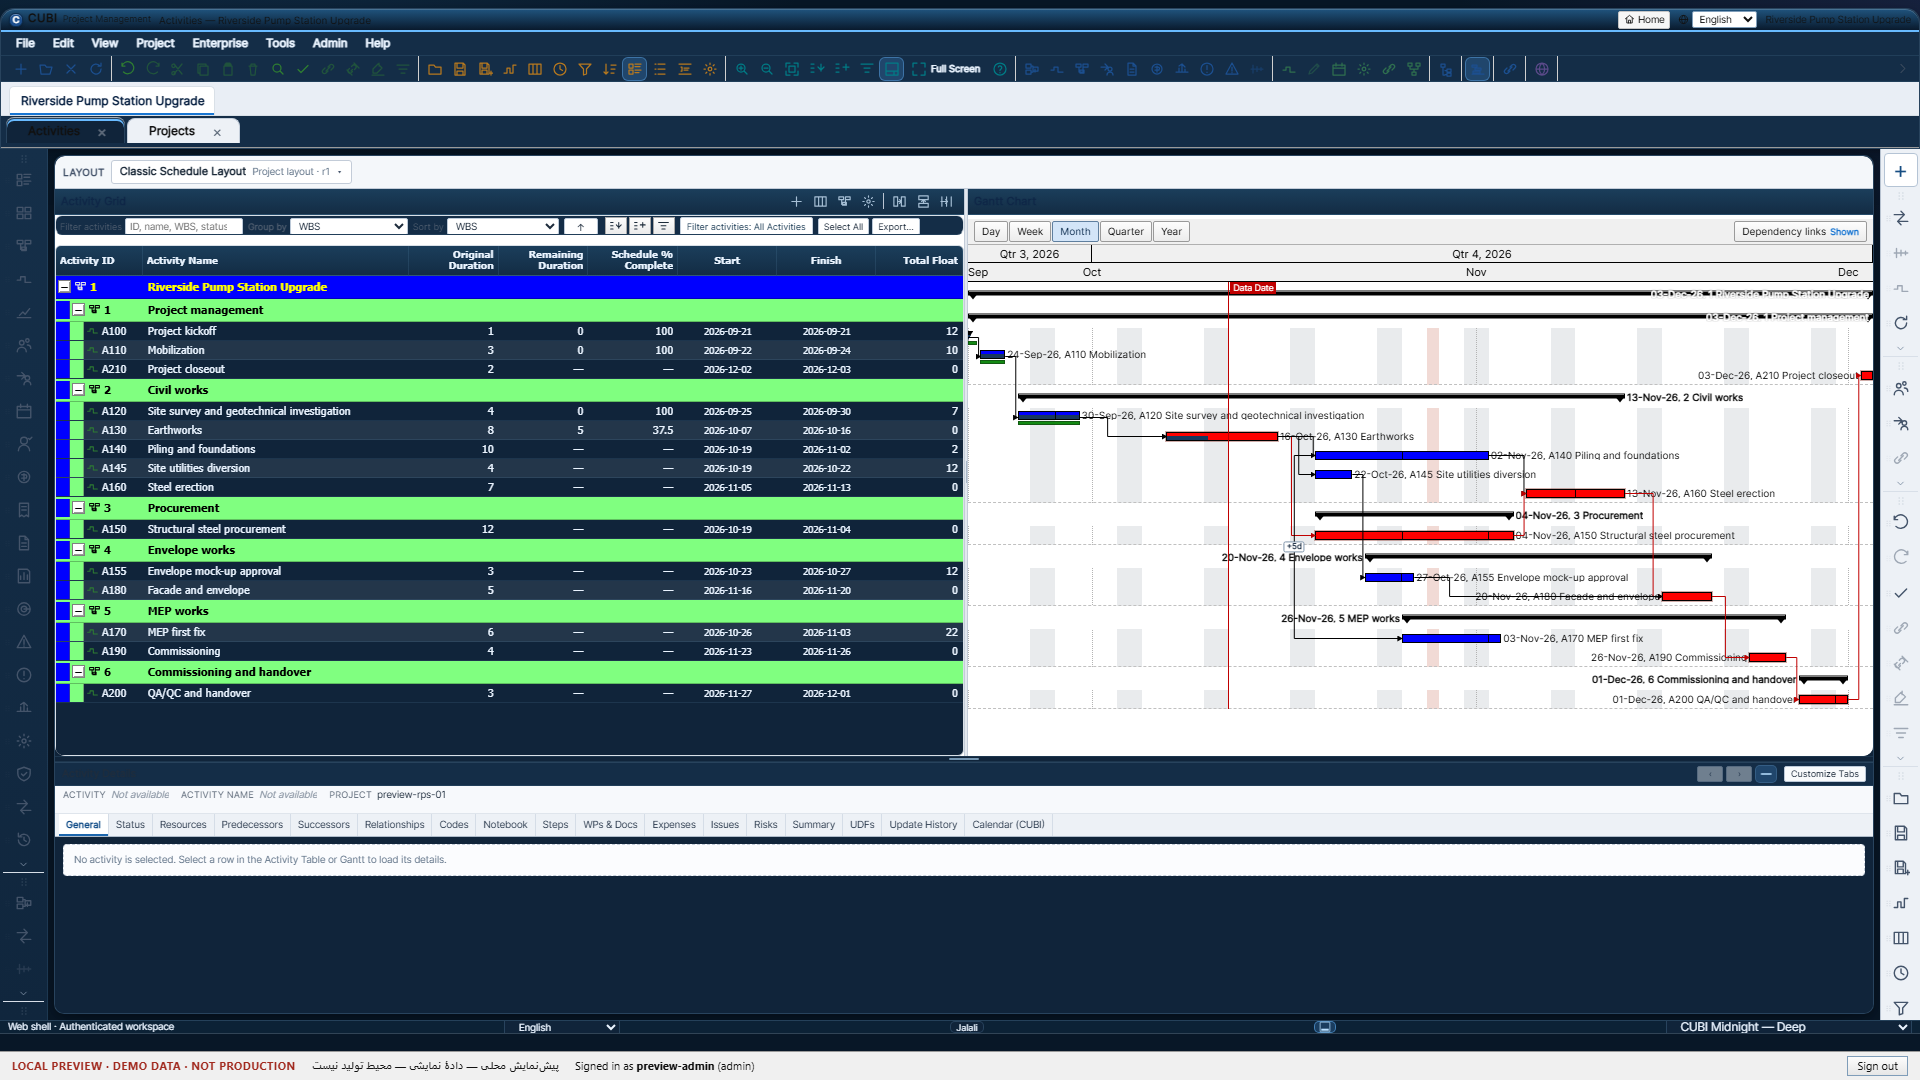 CUBI Project Management Activities — Riverside Pump Station Upgrade
Home English Riverside Pump Station Upgrade
File Edit View Project Enterprise Tools Admin Help
Full Screen
Riverside Pump Station Upgrade
Activities Projects
LAYOUT Classic Schedule Layout Project layout · r1
Activity Grid
Filter activities ID, name, WBS, status Group by WBS Sort by WBS Filter activities: All Activities Select All Export...
Activity ID Activity Name Original Duration Remaining Duration Schedule % Complete Start Finish Total Float
1 Riverside Pump Station Upgrade
1 Project management
A100 Project kickoff 1 0 100 2026-09-21 2026-09-21 12
A110 Mobilization 3 0 100 2026-09-22 2026-09-24 10
A210 Project closeout 2 — — 2026-12-02 2026-12-03 0
2 Civil works
A120 Site survey and geotechnical investigation 4 0 100 2026-09-25 2026-09-30 7
A130 Earthworks 8 5 37.5 2026-10-07 2026-10-16 0
A140 Piling and foundations 10 — — 2026-10-19 2026-11-02 2
A145 Site utilities diversion 4 — — 2026-10-19 2026-10-22 12
A160 Steel erection 7 — — 2026-11-05 2026-11-13 0
3 Procurement
A150 Structural steel procurement 12 — — 2026-10-19 2026-11-04 0
4 Envelope works
A155 Envelope mock-up approval 3 — — 2026-10-23 2026-10-27 12
A180 Facade and envelope 5 — — 2026-11-16 2026-11-20 0
5 MEP works
A170 MEP first fix 6 — — 2026-10-26 2026-11-03 22
A190 Commissioning 4 — — 2026-11-23 2026-11-26 0
6 Commissioning and handover
A200 QA/QC and handover 3 — — 2026-11-27 2026-12-01 0
Gantt Chart
Day Week Month Quarter Year Dependency links Shown
Qtr 3, 2026 Qtr 4, 2026
Sep Oct Nov Dec
Data Date
03-Dec-26, 1 Riverside Pump Station Upgrade
03-Dec-26, 1 Project management
24-Sep-26, A110 Mobilization
03-Dec-26, A210 Project closeout
13-Nov-26, 2 Civil works
30-Sep-26, A120 Site survey and geotechnical investigation
16-Oct-26, A130 Earthworks
02-Nov-26, A140 Piling and foundations
22-Oct-26, A145 Site utilities diversion
13-Nov-26, A160 Steel erection
04-Nov-26, 3 Procurement
04-Nov-26, A150 Structural steel procurement
+5d
20-Nov-26, 4 Envelope works
27-Oct-26, A155 Envelope mock-up approval
20-Nov-26, A180 Facade and envelope
26-Nov-26, 5 MEP works
03-Nov-26, A170 MEP first fix
26-Nov-26, A190 Commissioning
01-Dec-26, 6 Commissioning and handover
01-Dec-26, A200 QA/QC and handover
Customize Tabs
ACTIVITY Not available ACTIVITY NAME Not available PROJECT preview-rps-01
General Status Resources Predecessors Successors Relationships Codes Notebook Steps WPs & Docs Expenses Issues Risks Summary UDFs Update History Calendar (CUBI)
No activity is selected. Select a row in the Activity Table or Gantt to load its details.
Web shell · Authenticated workspace English Jalali CUBI Midnight — Deep
LOCAL PREVIEW · DEMO DATA · NOT PRODUCTION پیش‌نمایش محلی — دادهٔ نمایشی — محیط تولید نیست Signed in as preview-admin (admin) Sign out